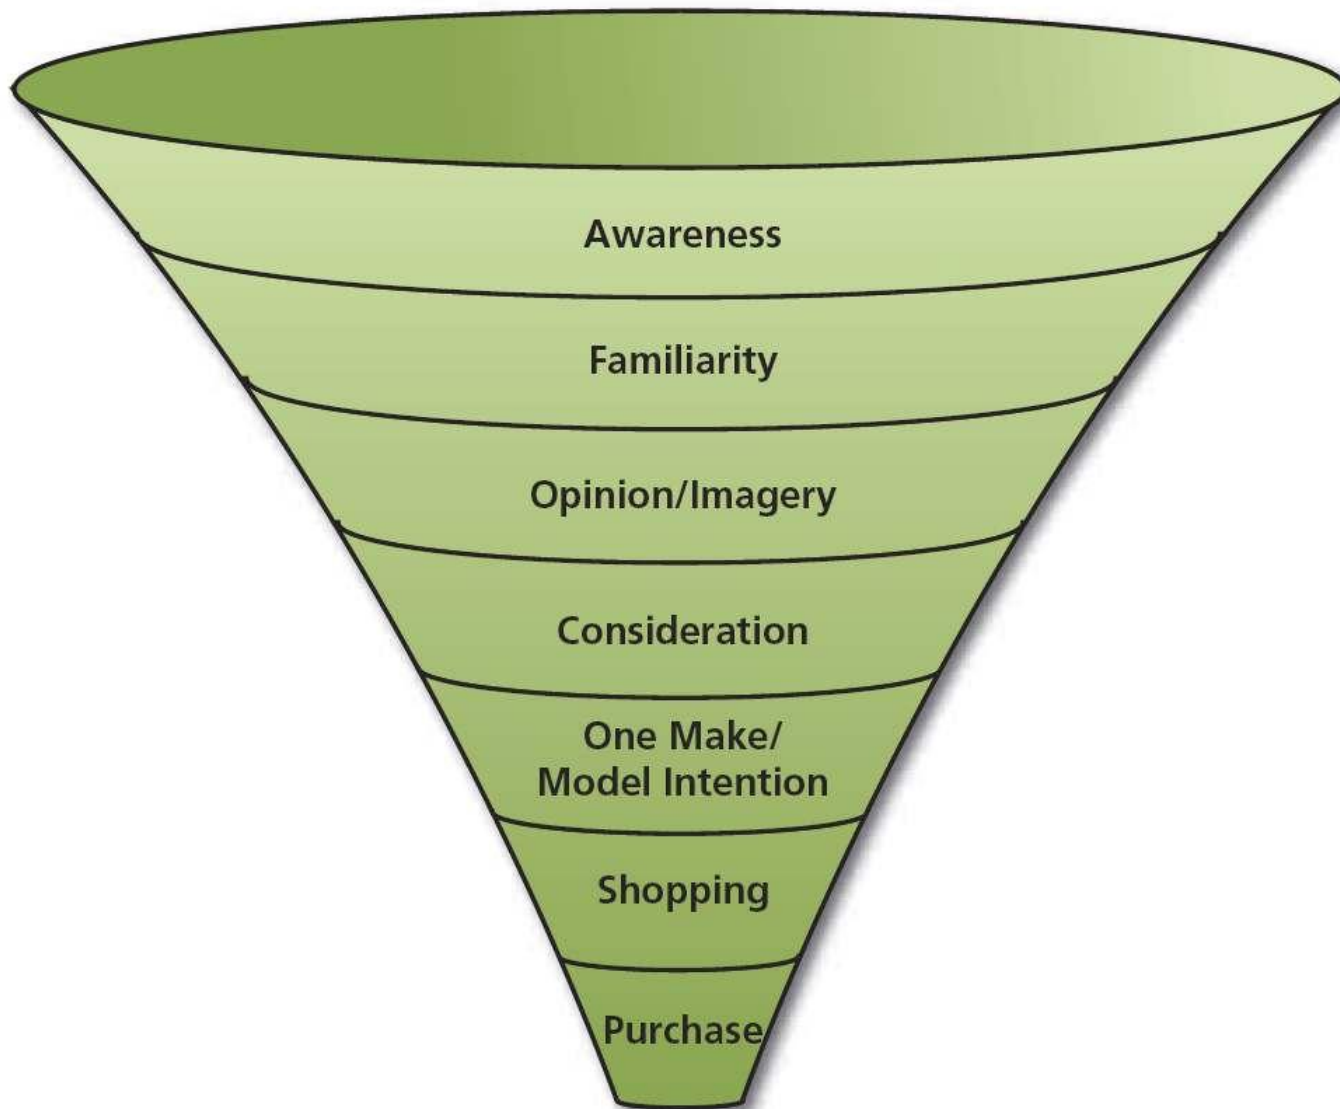 Awareness
Familiarity
Opinion/Imagery
Consideration
One Make/
Model Intention
Shopping
Purchase